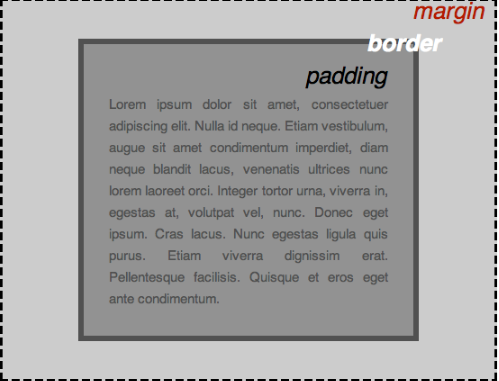 margin
border
padding
Lorem ipsum dolor sit amet, consectetuer
adipiscing elit. Nulla id neque. Etiam vestibulum,
augue sit amet condimentum imperdiet, diam
neque blandit lacus, venenatis ultrices nunc
lorem laoreet orci. Integer tortor urna, viverra in,
egestas at, volutpat vel, nunc. Donec eget
ipsum. Cras lacus. Nunc egestas ligula quis
purus. Etiam viverra dignissim erat.
Pellentesque facilisis. Quisque et eros eget
ante condimentum.